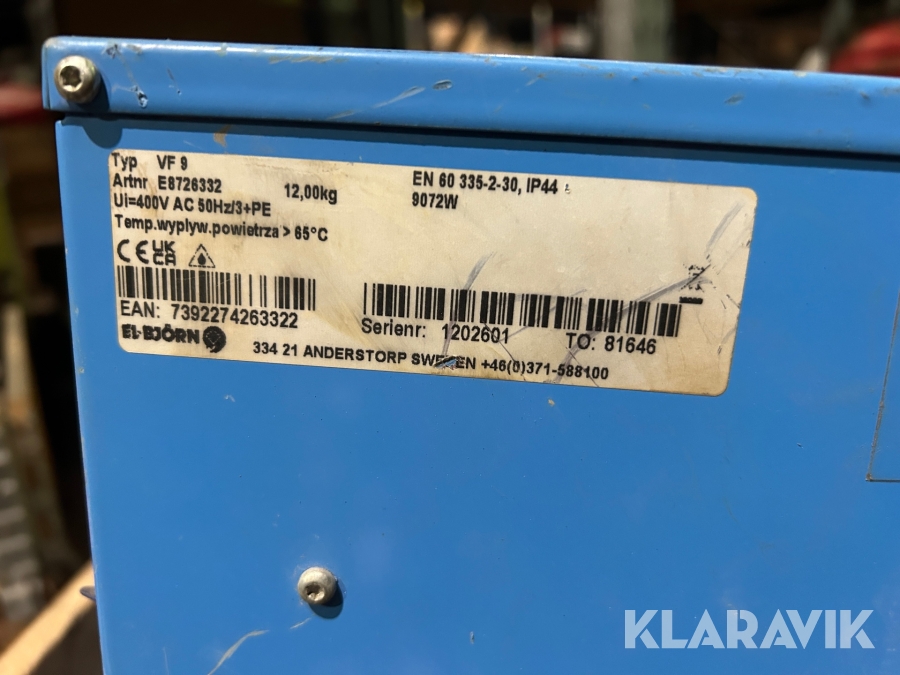 Typ VF 9
Artnr E8726332 12,00kg EN 60 335-2-30, IP44
UI=400V AC 50Hz/3+PE 9072W
Temp.wyplyw.powietrza > 65°C
CE UK CA
EAN: 7392274263322 Serienr: 1202601 TO: 81646
EL-BJÖRN 334 21 ANDERSTORP SWEDEN +46(0)371-588100
KLARAVIK